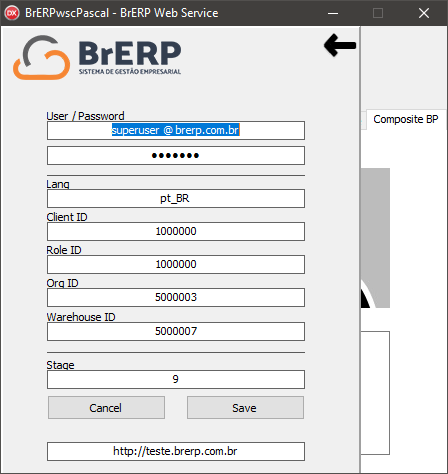 DX BrERPwscPascal - BrERP Web Service
BrERP
SISTEMA DE GESTÃO EMPRESARIAL
User / Password
superuser @ brerp.com.br
•••••••
Composite BP
Lang
pt_BR
Client ID
1000000
Role ID
1000000
Org ID
5000003
Warehouse ID
5000007
Stage
9
Cancel Save
http://teste.brerp.com.br